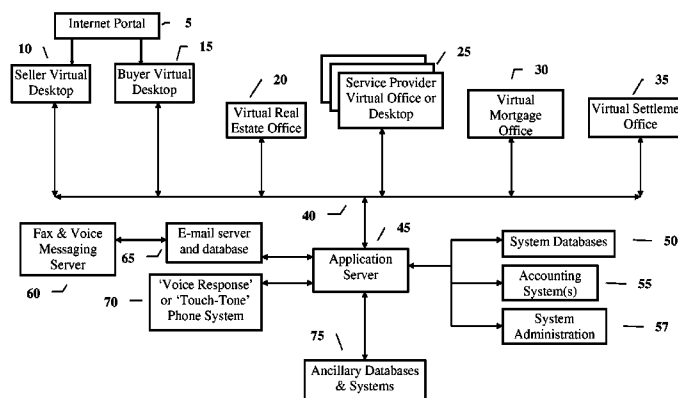 Internet Portal
5
10
15
25
Seller Virtual
Desktop
Buyer Virtual
Desktop
20
Service Provider
Virtual Office or
Desktop
30
35
Virtual Real
Estate Office
Virtual
Mortgage
Office
Virtual Settleme
Office
40
45
Fax & Voice
Messaging
Server
E-mail server
and database
65
60
Application
Server
System Databases
50
70
'Voice Response'
or 'Touch-Tone'
Phone System
Accounting
System(s)
55
System
Administration
57
75
Ancillary Databases
& Systems